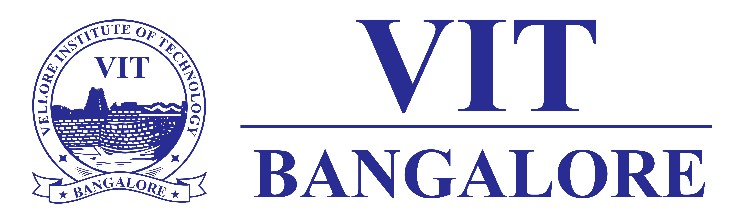 VELLORE INSTITUTE OF TECHNOLOGY
VIT
BANGALORE
VIT
BANGALORE